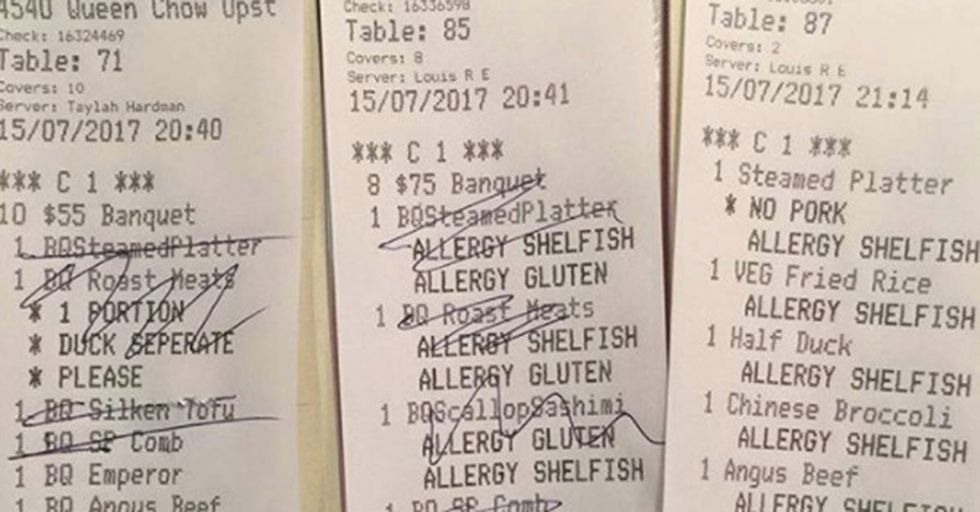 4540 Queen Chow Upst
Check: 16324469
Table: 71
Covers: 10
Server: Taylah Hardman
15/07/2017 20:40
*** C 1 ***
10 $55 Banquet
1 BQSteamedPlatter
1 BQ Roast Meats
* 1 PORTION
* DUCK SEPERATE
* PLEASE
1 BQ Silken Tofu
1 BQ SP Comb
1 BQ Emperor
1 BQ Angus Beef
Check: 16336598
Table: 85
Covers: 8
Server: Louis R E
15/07/2017 20:41
*** C 1 ***
8 $75 Banquet
1 BQSteamedPlatter
ALLERGY SHELFISH
ALLERGY GLUTEN
1 BQ Roast Meats
ALLERGY SHELFISH
ALLERGY GLUTEN
1 BQScallopSashimi
ALLERGY GLUTEN
ALLERGY SHELFISH
1 BQ SP Comb
Table: 87
Covers: 2
Server: Louis R E
15/07/2017 21:14
*** C 1 ***
1 Steamed Platter
* NO PORK
ALLERGY SHELFISH
1 VEG Fried Rice
ALLERGY SHELFISH
1 Half Duck
ALLERGY SHELFISH
1 Chinese Broccoli
ALLERGY SHELFISH
1 Angus Beef
ALLERGY SHELFISH